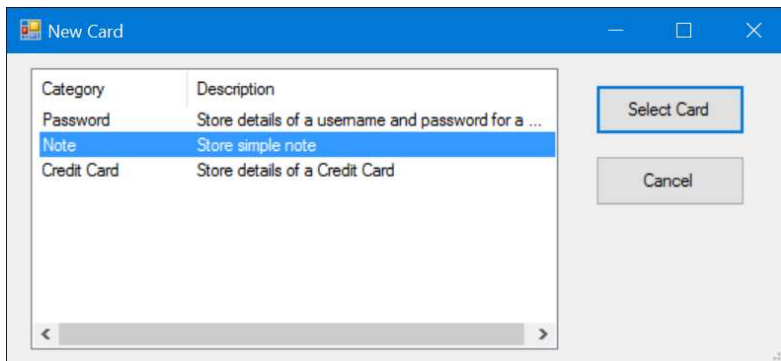 New Card
Category Description
Password Store details of a username and password for a ...
Note Store simple note
Credit Card Store details of a Credit Card
Select Card
Cancel